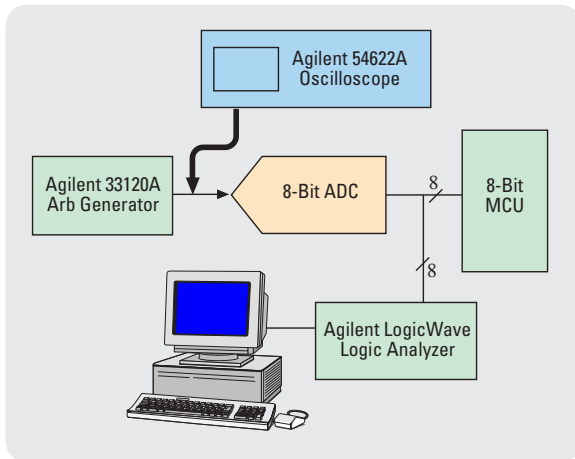 Agilent 54622A
Oscilloscope
Agilent 33120A
Arb Generator
8-Bit ADC
8
8-Bit
MCU
8
Agilent LogicWave
Logic Analyzer